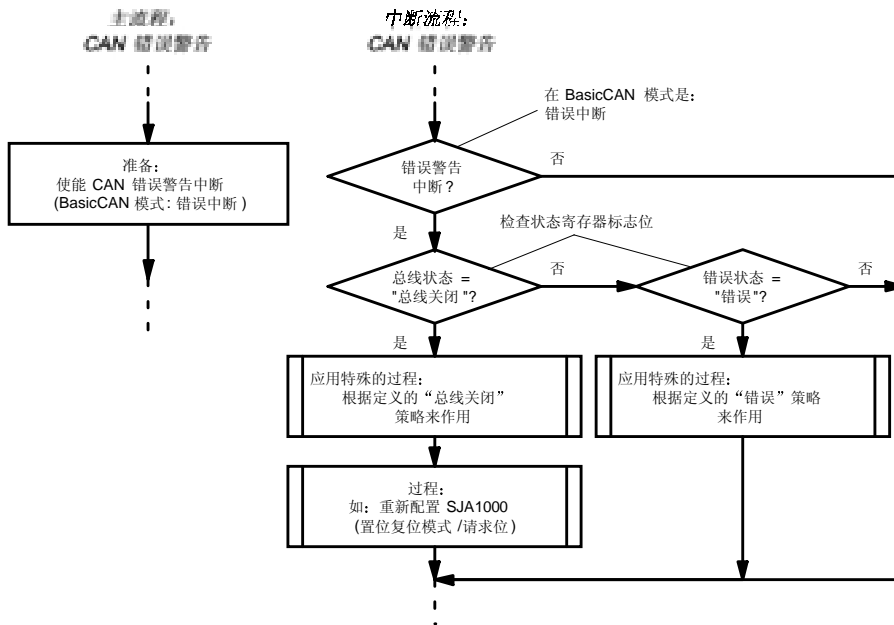 主流程：
CAN 错误警告
中断流程：
CAN 错误警告
在 BasicCAN 模式是：
错误中断
准备：
使能 CAN 错误警告中断
(BasicCAN 模式：错误中断 )
错误警告
中断？
否
是
检查状态寄存器标志位
总线状态 =
"总线关闭 "?
否
错误状态 =
"错误"?
否
是
是
应用特殊的过程：
根据定义的“总线关闭”
策略来作用
应用特殊的过程：
根据定义的“错误”策略
来作用
过程：
如：重新配置 SJA1000
(置位复位模式 /请求位 )